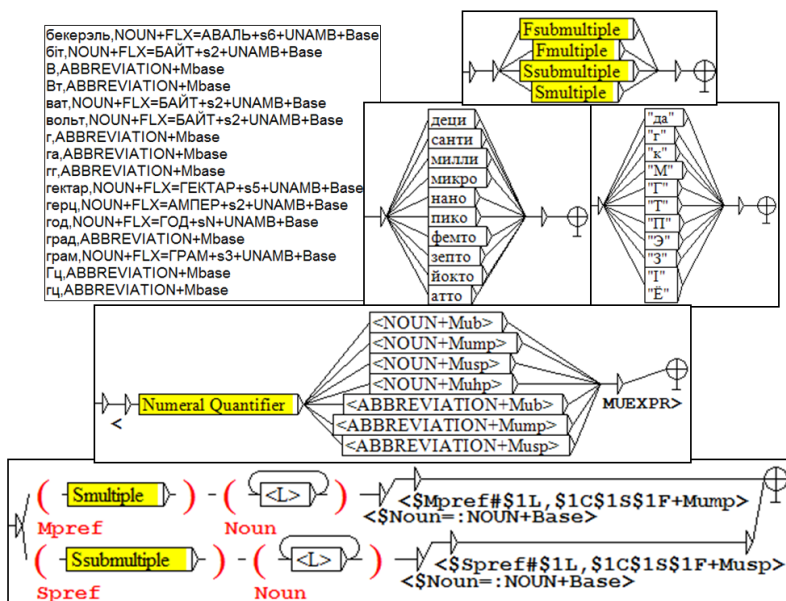 бекерэль,NOUN+FLX=АВАЛЬ+s6+UNAMB+Base
біт,NOUN+FLX=БАЙТ+s2+UNAMB+Base
В,ABBREVIATION+Mbase
Вт,ABBREVIATION+Mbase
ват,NOUN+FLX=БАЙТ+s2+UNAMB+Base
вольт,NOUN+FLX=БАЙТ+s2+UNAMB+Base
г,ABBREVIATION+Mbase
га,ABBREVIATION+Mbase
гг,ABBREVIATION+Mbase
гектар,NOUN+FLX=ГЕКТАР+s5+UNAMB+Base
герц,NOUN+FLX=АМПЕР+s2+UNAMB+Base
год,NOUN+FLX=ГОД+sN+UNAMB+Base
град,ABBREVIATION+Mbase
грам,NOUN+FLX=ГРАМ+s3+UNAMB+Base
Гц,ABBREVIATION+Mbase
гц,ABBREVIATION+Mbase
Fsubmultiple
Fmultiple
Ssubmultiple
Smultiple
деци
санти
милли
микро
нано
пико
фемто
зепто
йокто
атто
"да"
"г"
"к"
"М"
"Г"
"Т"
"П"
"Э"
"З"
"І"
"Ё"
<NOUN+Mub>
<NOUN+Mump>
<NOUN+Musp>
<NOUN+Muhp>
Numeral Quantifier
<
MUEXPR>
<ABBREVIATION+Mub>
<ABBREVIATION+Mump>
<ABBREVIATION+Musp>
( Smultiple ) - ( <L> )
Mpref Noun
<$Mpref#$1L,$1C$1S$1F+Mump>
<$Noun=:NOUN+Base>
( Ssubmultiple ) - ( <L> )
Spref Noun
<$Spref#$1L,$1C$1S$1F+Musp>
<$Noun=:NOUN+Base>